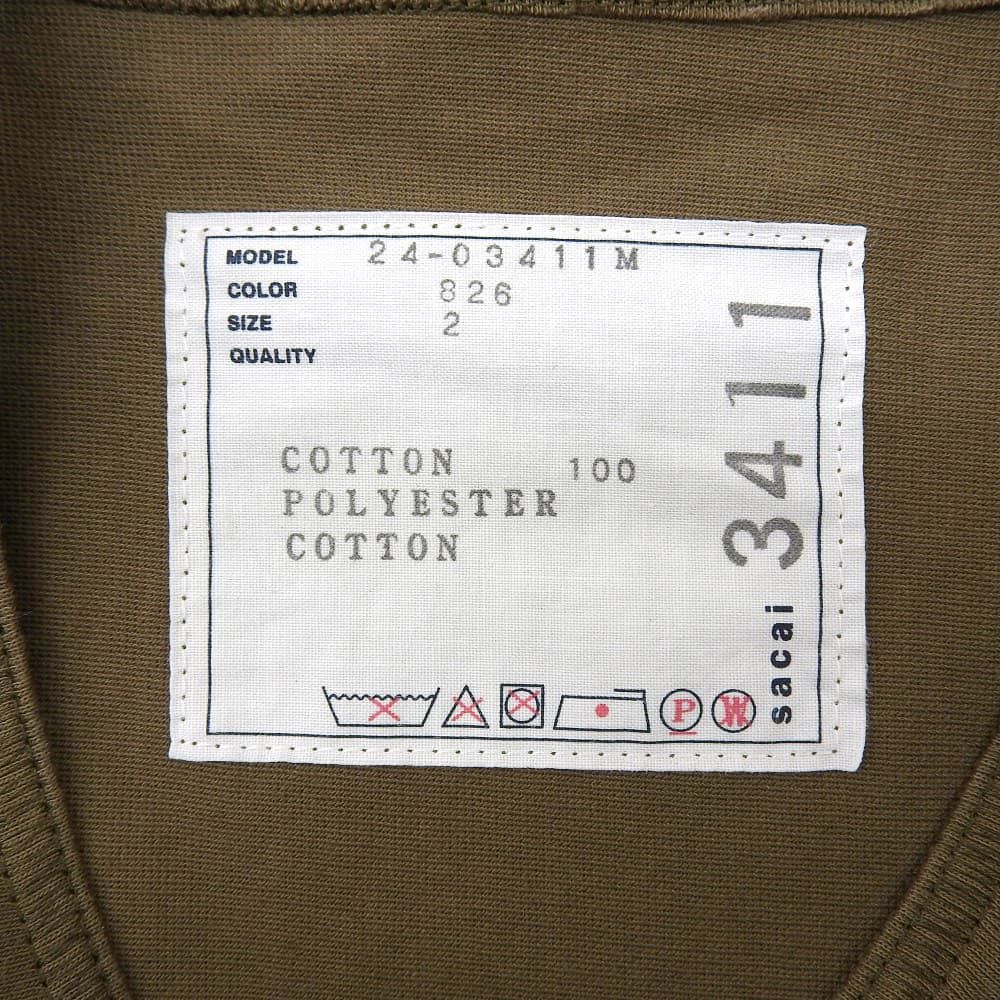 MODEL 24-03411M
COLOR 826
SIZE 2
QUALITY
COTTON 100
POLYESTER
COTTON
P
W
sacai 3411